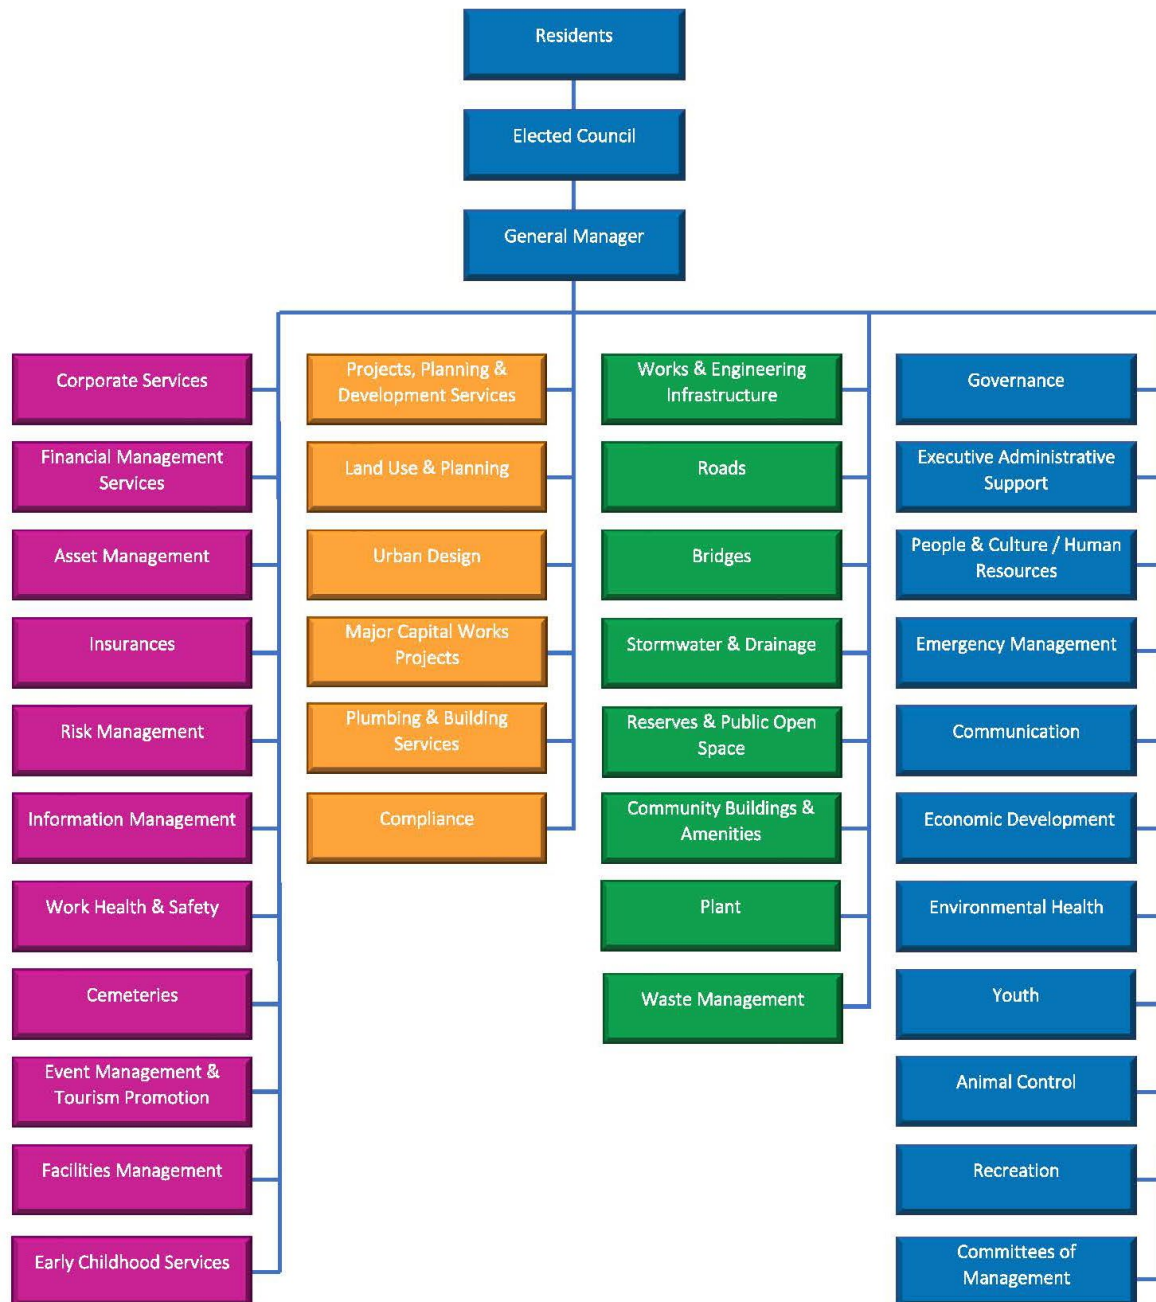 Residents
Elected Council
General Manager
Corporate Services
Financial Management
Services
Asset Management
Insurances
Risk Management
Information Management
Work Health & Safety
Cemeteries
Event Management &
Tourism Promotion
Facilities Management
Early Childhood Services
Projects, Planning &
Development Services
Land Use & Planning
Urban Design
Major Capital Works
Projects
Plumbing & Building
Services
Compliance
Works & Engineering
Infrastructure
Roads
Bridges
Stormwater & Drainage
Reserves & Public Open
Space
Community Buildings &
Amenities
Plant
Waste Management
Governance
Executive Administrative
Support
People & Culture / Human
Resources
Emergency Management
Communication
Economic Development
Environmental Health
Youth
Animal Control
Recreation
Committees of
Management